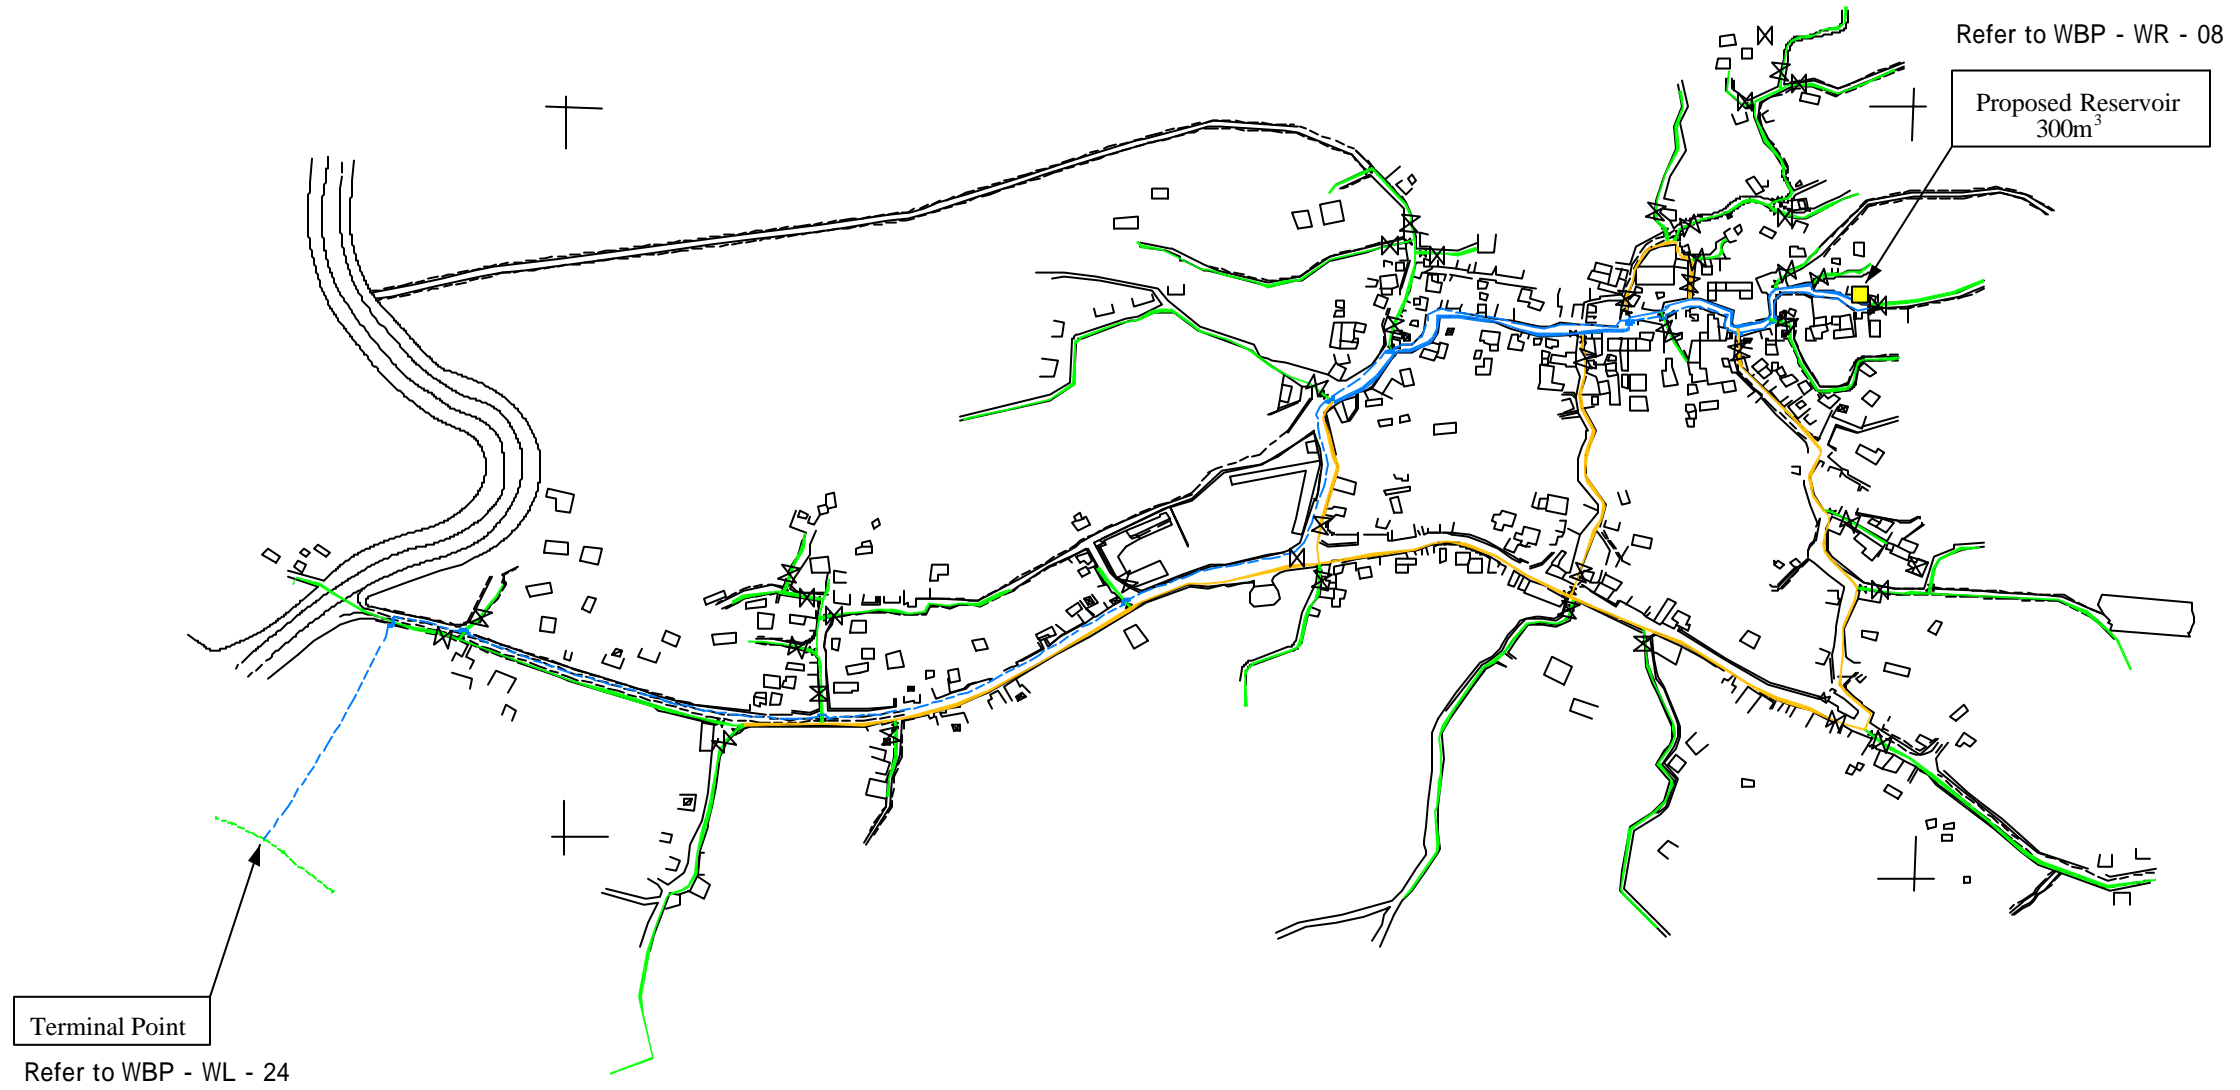 Refer to WBP - WR - 08
Proposed Reservoir
300m³
Terminal Point
Refer to WBP - WL - 24